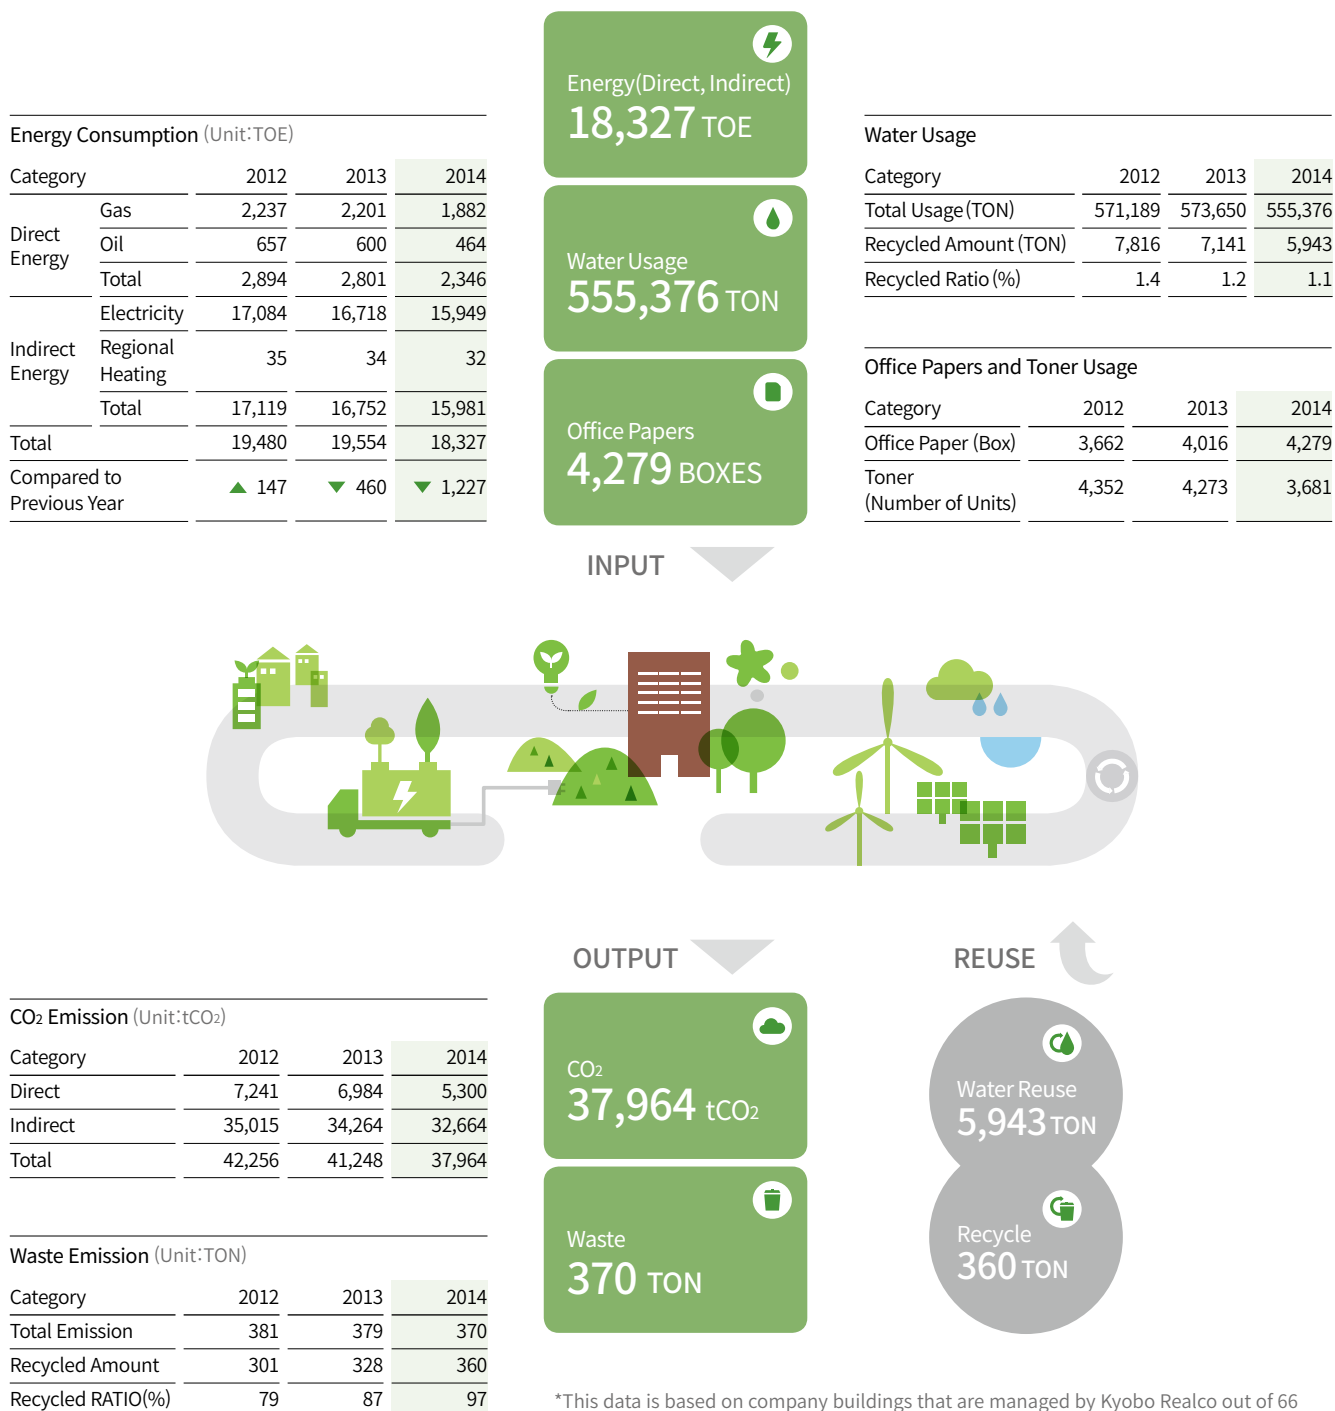 Energy(Direct, Indirect)
18,327 TOE
Water Usage
555,376 TON
Office Papers
4,279 BOXES
INPUT
Energy Consumption (Unit:TOE)
Category 2012 2013 2014
Direct Energy
Gas 2,237 2,201 1,882
Oil 657 600 464
Total 2,894 2,801 2,346
Indirect Energy
Electricity 17,084 16,718 15,949
Regional Heating 35 34 32
Total 17,119 16,752 15,981
Total 19,480 19,554 18,327
Compared to
Previous Year ▲ 147 ▼ 460 ▼ 1,227
Water Usage
Category 2012 2013 2014
Total Usage(TON) 571,189 573,650 555,376
Recycled Amount (TON) 7,816 7,141 5,943
Recycled Ratio (%) 1.4 1.2 1.1
Office Papers and Toner Usage
Category 2012 2013 2014
Office Paper (Box) 3,662 4,016 4,279
Toner
(Number of Units) 4,352 4,273 3,681
OUTPUT
REUSE
CO2 Emission (Unit:tCO2)
Category 2012 2013 2014
Direct 7,241 6,984 5,300
Indirect 35,015 34,264 32,664
Total 42,256 41,248 37,964
Waste Emission (Unit:TON)
Category 2012 2013 2014
Total Emission 381 379 370
Recycled Amount 301 328 360
Recycled RATIO(%) 79 87 97
CO2
37,964 tCO2
Waste
370 TON
Water Reuse
5,943 TON
Recycle
360 TON
*This data is based on company buildings that are managed by Kyobo Realco out of 66